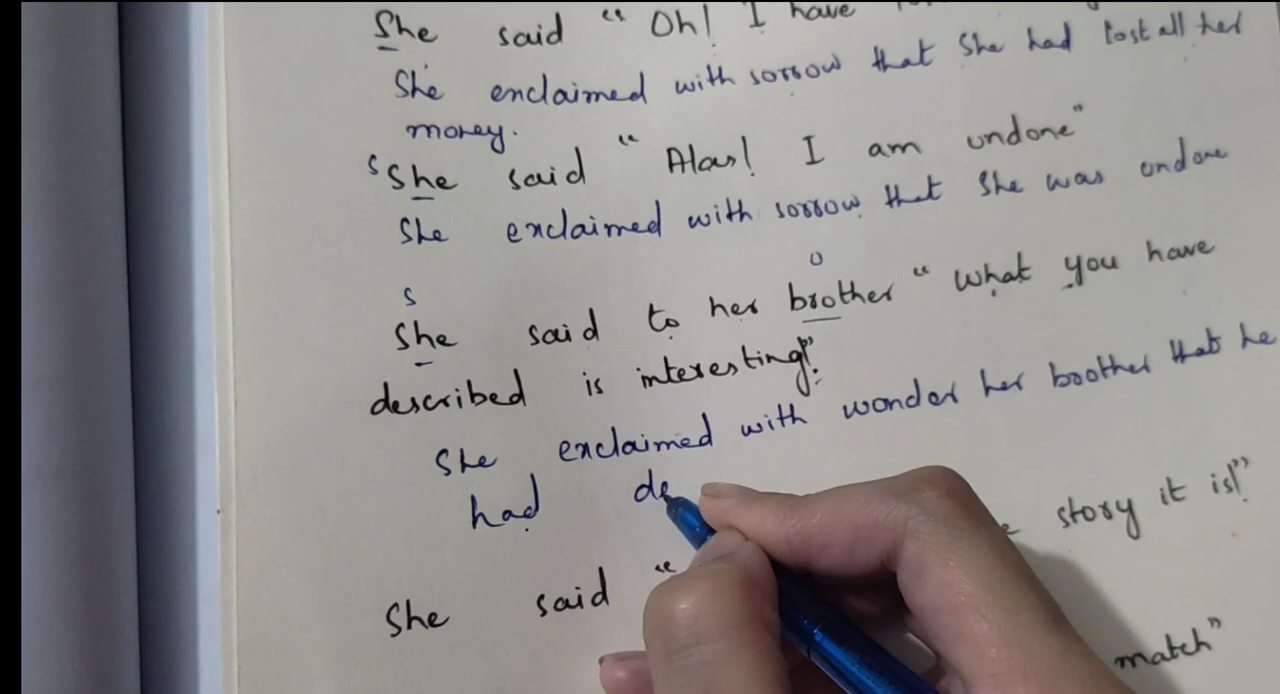 She said " Oh! I have
She enclaimed with sorrow that She had lost all her
money.
S
She said " Alas! I am undone"
She exclaimed with sorrow that She was undone
S O
She said to her brother " what you have
described is interesting!"
She exclaimed with wonder her boother that he
had de
She said " story it is!"
match"